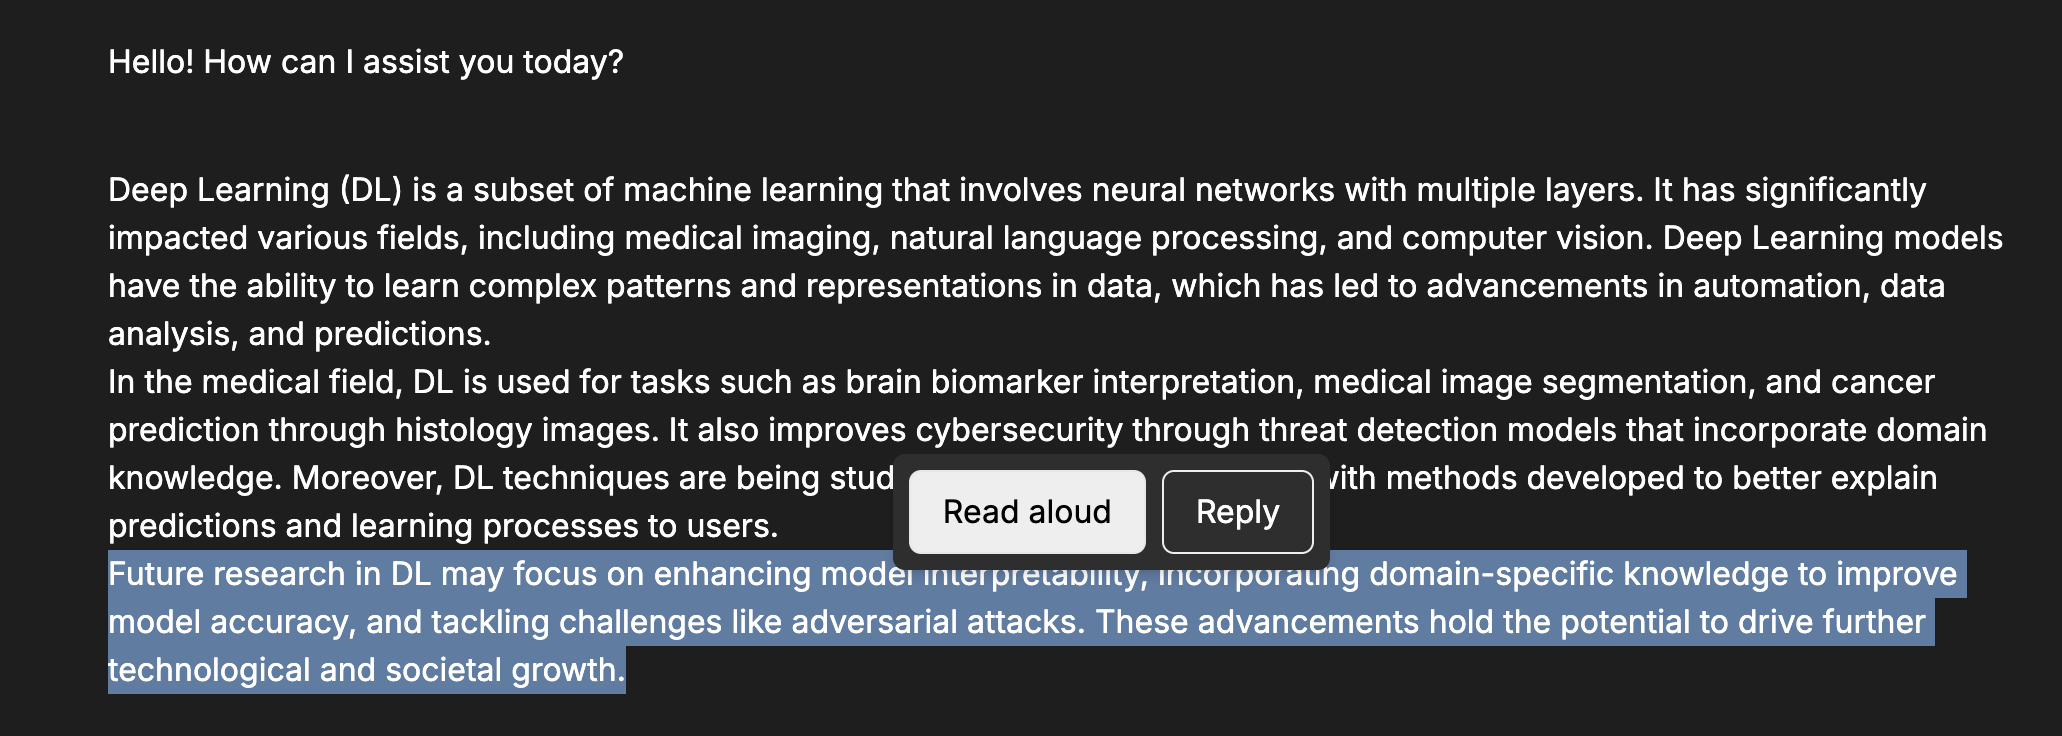 Hello! How can I assist you today?
Deep Learning (DL) is a subset of machine learning that involves neural networks with multiple layers. It has significantly
impacted various fields, including medical imaging, natural language processing, and computer vision. Deep Learning models
have the ability to learn complex patterns and representations in data, which has led to advancements in automation, data
analysis, and predictions.
In the medical field, DL is used for tasks such as brain biomarker interpretation, medical image segmentation, and cancer
prediction through histology images. It also improves cybersecurity through threat detection models that incorporate domain
knowledge. Moreover, DL techniques are being with methods developed to better explain
Read aloud
Reply
predictions and learning processes to users.
Future research in DL may focus on enhancing model interpretability, incorporating domain-specific knowledge to improve
model accuracy, and tackling challenges like adversarial attacks. These advancements hold the potential to drive further
technological and societal growth.